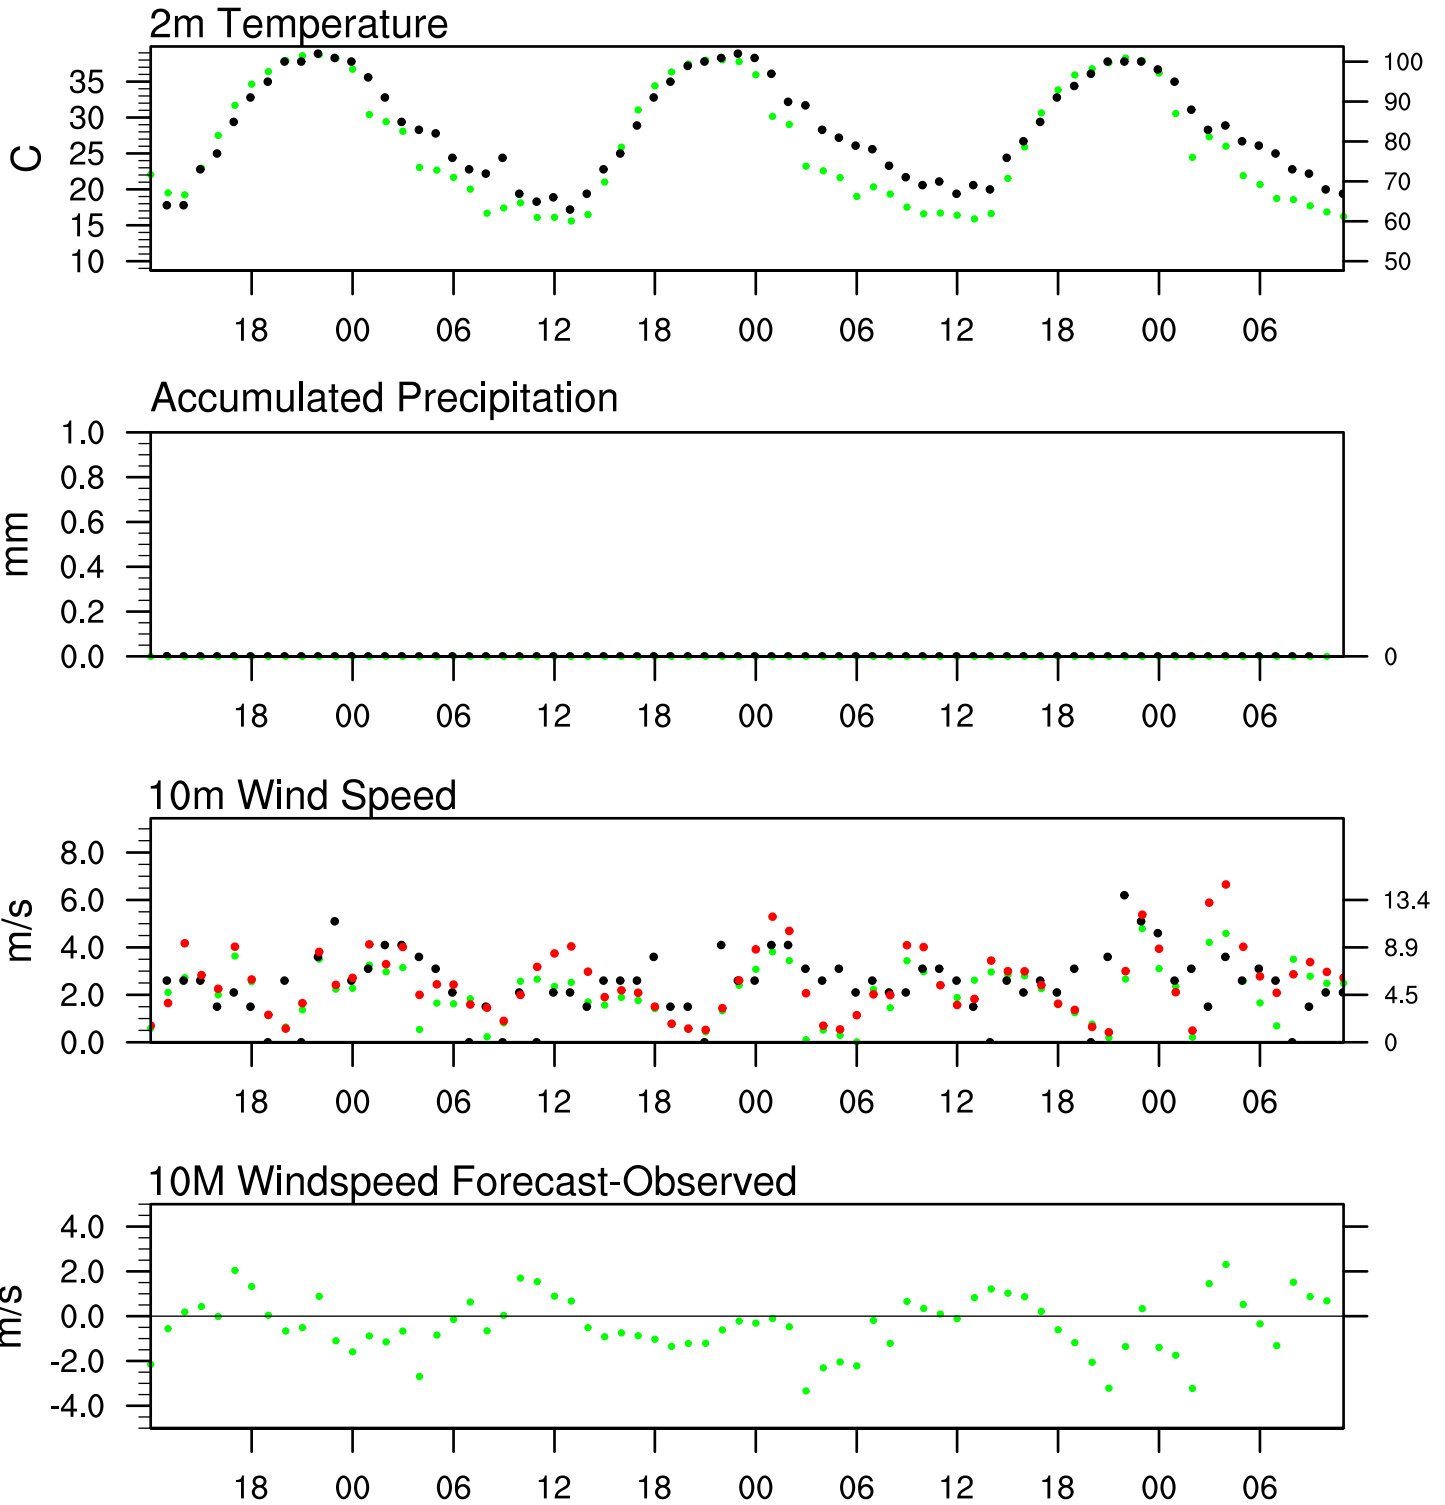 2m Temperature
C
35
30
25
20
15
10
100
90
80
70
60
50
18 00 06 12 18 00 06 12 18 00 06
Accumulated Precipitation
mm
1.0
0.8
0.6
0.4
0.2
0.0
0
18 00 06 12 18 00 06 12 18 00 06
10m Wind Speed
m/s
8.0
6.0
4.0
2.0
0.0
13.4
8.9
4.5
0
18 00 06 12 18 00 06 12 18 00 06
10M Windspeed Forecast-Observed
m/s
4.0
2.0
0.0
-2.0
-4.0
18 00 06 12 18 00 06 12 18 00 06